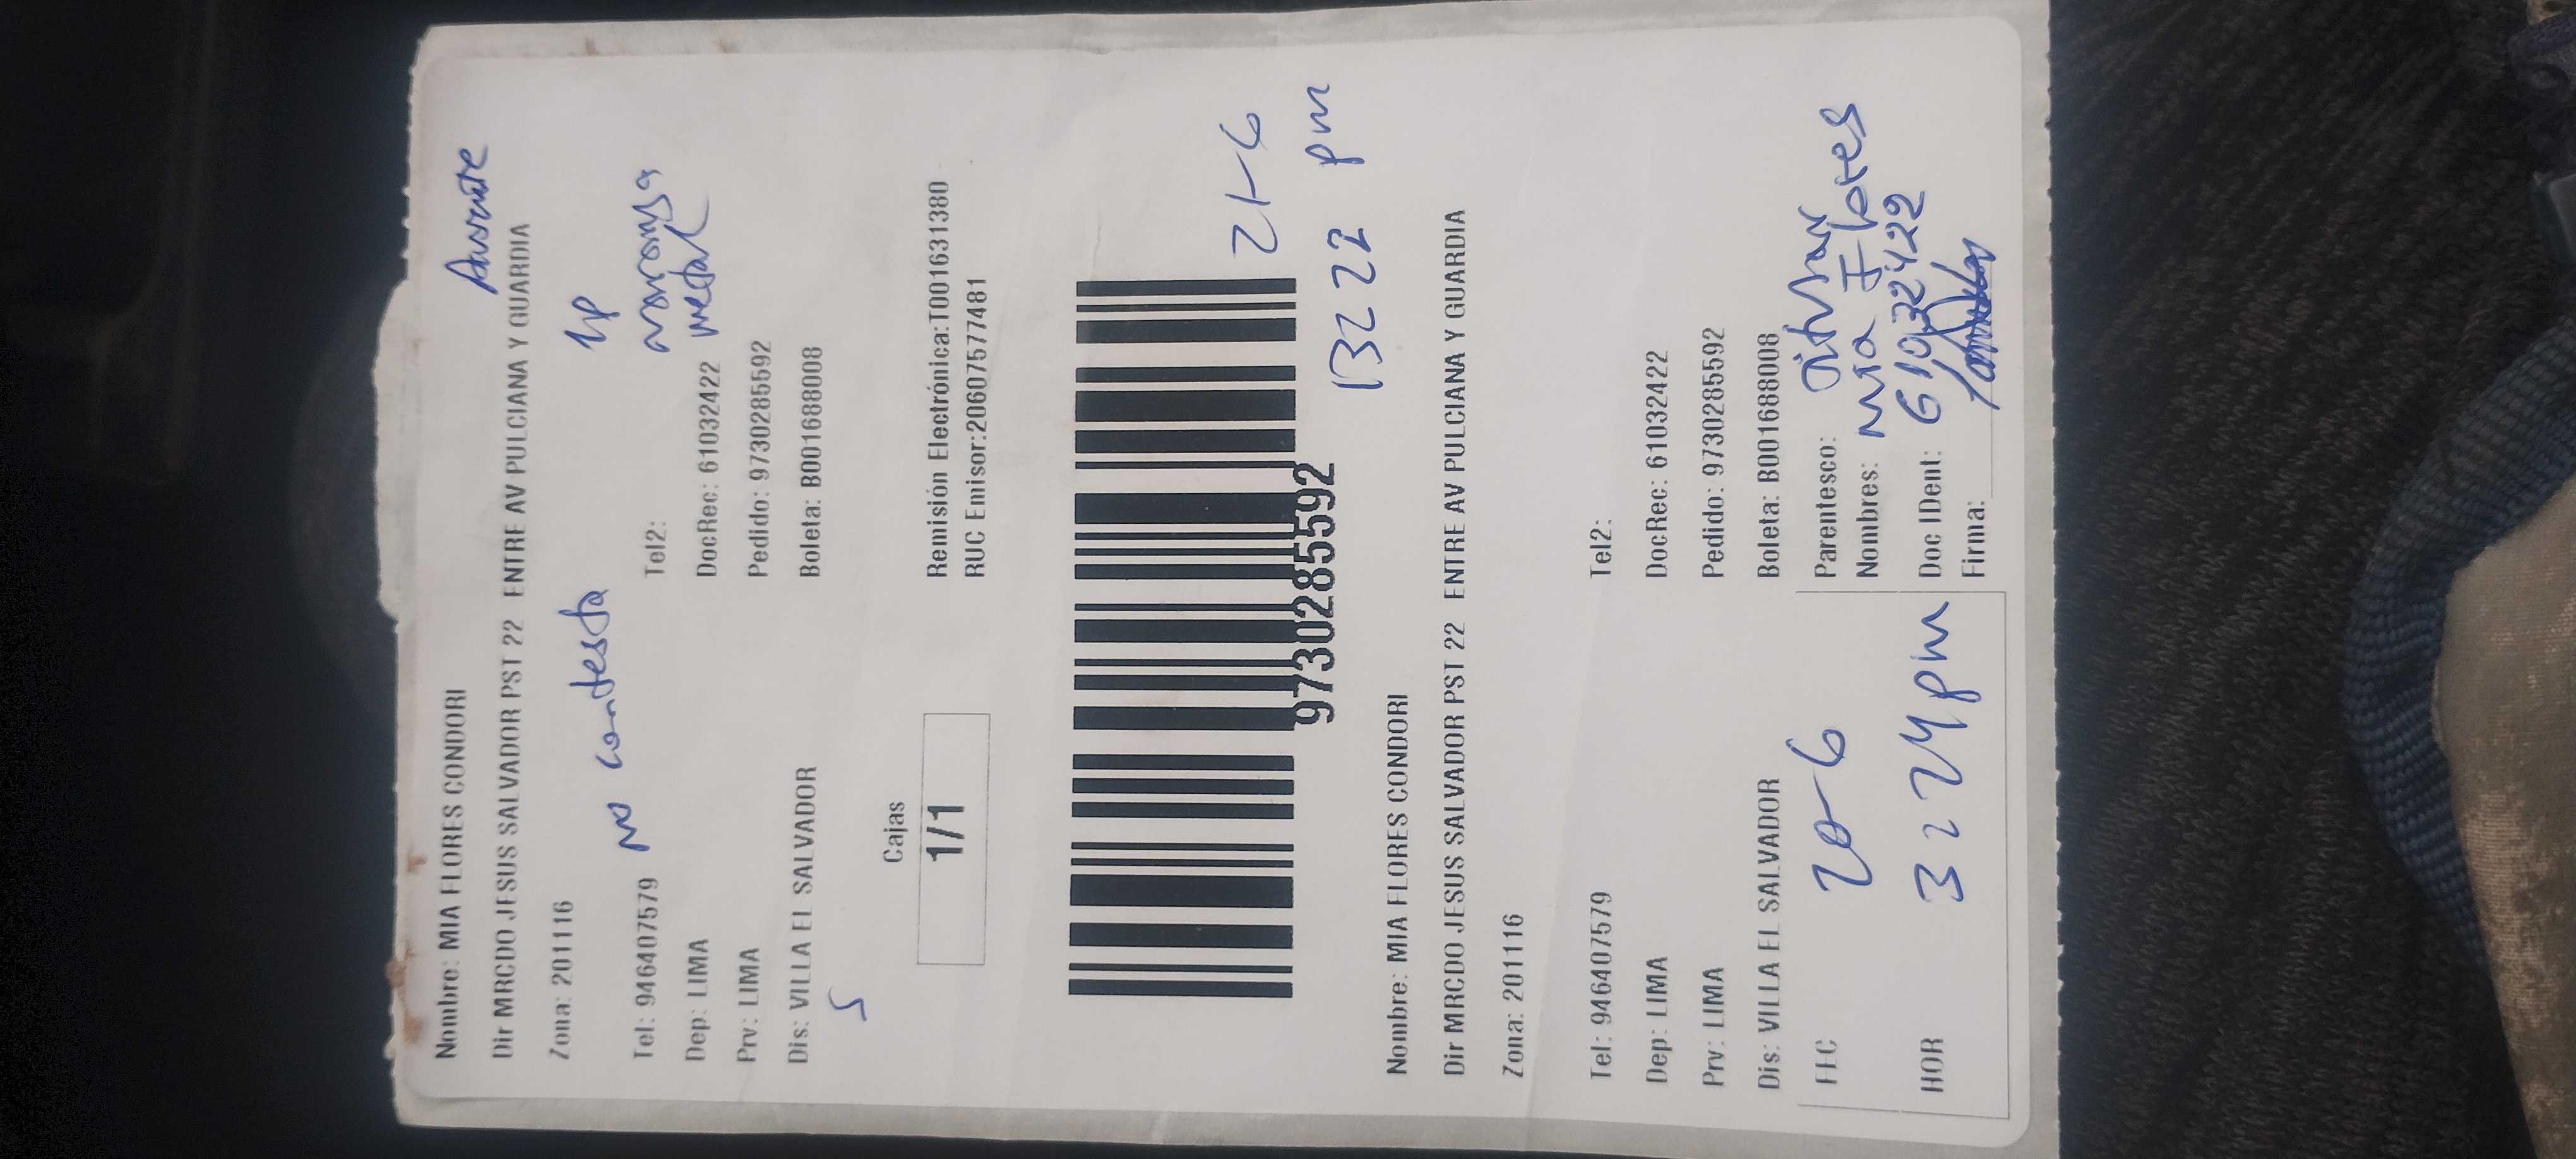 Ausente
Nombre: MIA FLORES CONDORI
Dir MRCDO JESUS SALVADOR PST 22 ENTRE AV PULCIANA Y GUARDIA
Zona: 201116
No contesta
1P
Tel: 946407579
Tel2:
metal
Dep: LIMA
DocRec: 61032422
Prv: LIMA
Pedido: 9730285592
Dis: VILLA EL SALVADOR
Boleta: B001688008
5
Cajas
1/1
Remisión Electrónica:T001631380
RUC Emisor:20607577481
21-6
9730285592
pm
Nombre: MIA FLORES CONDORI
Dir MRCDO JESUS SALVADOR PST 22 ENTRE AV PULCIANA Y GUARDIA
Zona: 201116
Tel: 946407579
Tel2:
Dep: LIMA
DocRec: 61032422
Prv: LIMA
Pedido: 9730285592
Dis: VILLA EL SALVADOR
Boleta: B001688008
FEC 20-6
Parentesco: Titular
Nombres: Mia Flores
HOR 3 24 pm
Doc IDent: 61032422
Firma: